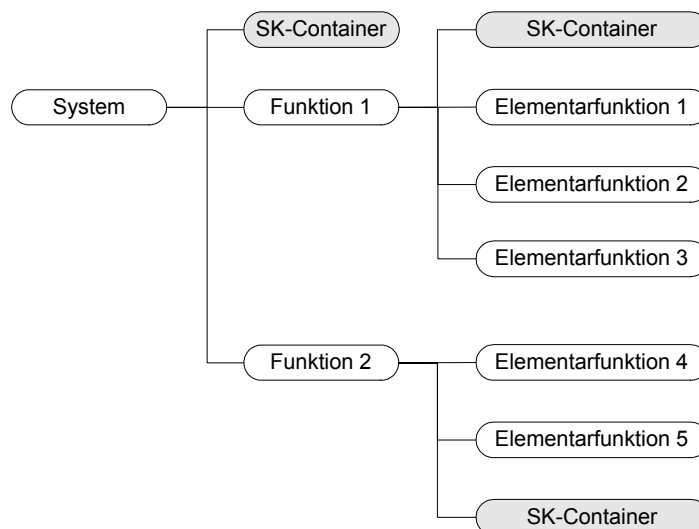 SK-Container
SK-Container
System
Funktion 1
Elementarfunktion 1
Elementarfunktion 2
Elementarfunktion 3
Funktion 2
Elementarfunktion 4
Elementarfunktion 5
SK-Container